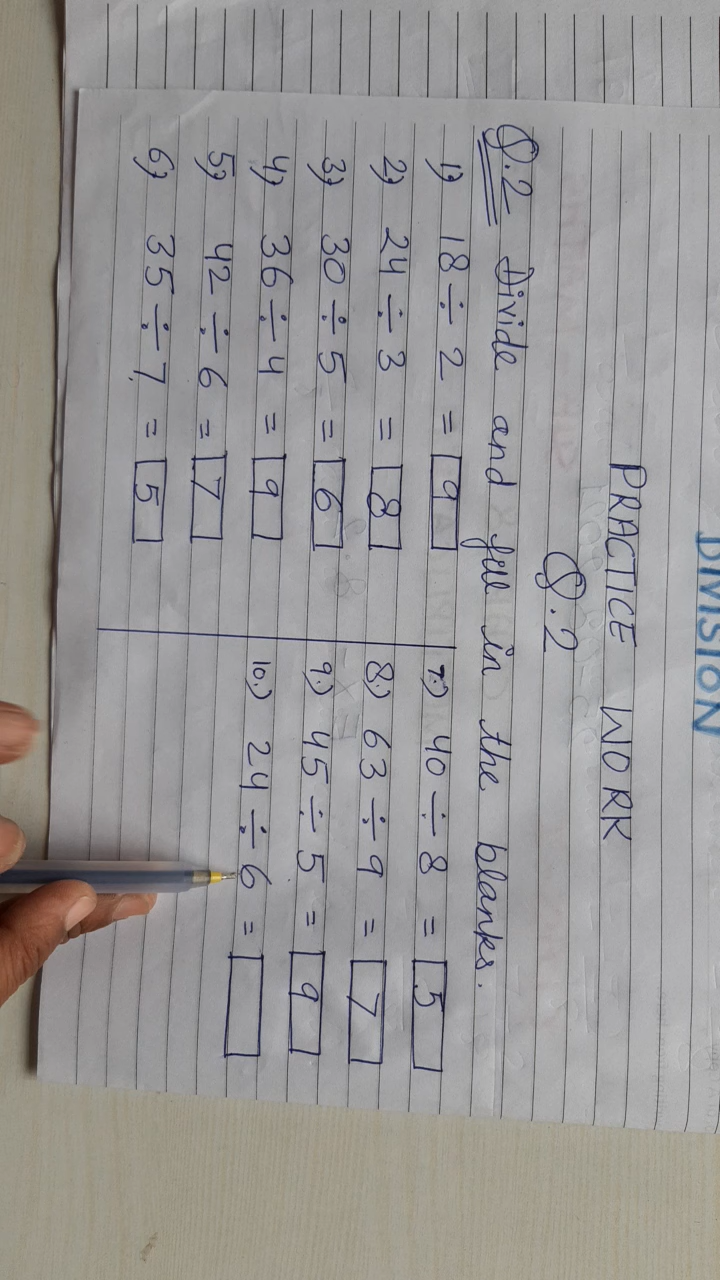 DIVISION
PRACTICE WORK
Q.2
Q.2 Divide and fill in the blanks.
1) 18 ÷ 2 = 9
2) 24 ÷ 3 = 8
3) 30 ÷ 5 = 6
4) 36 ÷ 4 = 9
5) 42 ÷ 6 = 7
6) 35 ÷ 7 = 5
7.) 40 ÷ 8 = 5
8.) 63 ÷ 9 = 7
9.) 45 ÷ 5 = 9
10.) 24 ÷ 6 =